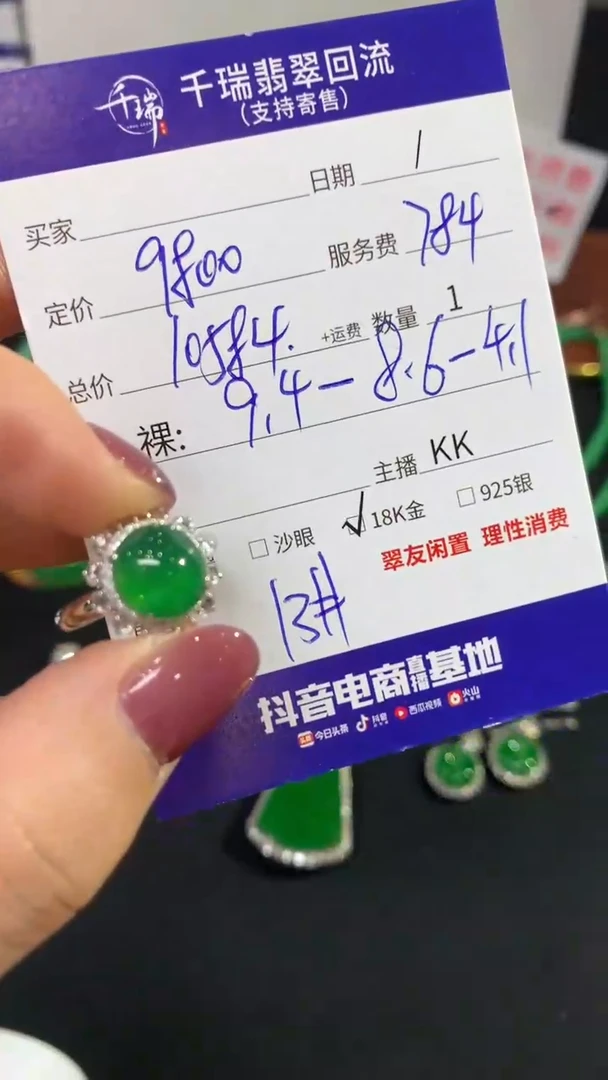 千瑞 千瑞翡翠回流
(支持寄售)
买家 日期 /
定价 9800 服务费 784
总价 10584. +运费 数量 1
裸: 9.4-8.6-4.1
主播 KK
沙眼 ✓ 18K金 925银
翠友闲置 理性消费
13#
抖音电商直播基地
头条 今日头条 抖音 西瓜视频 火山